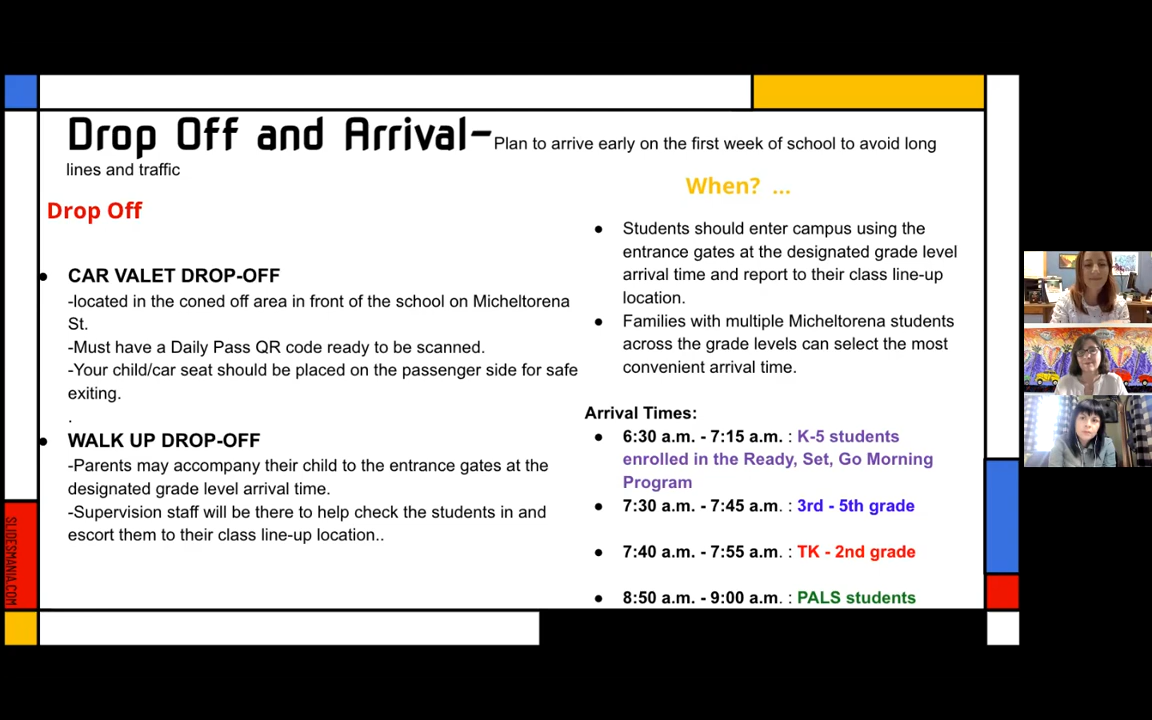 Drop Off and Arrival-Plan to arrive early on the first week of school to avoid long
lines and traffic
Drop Off
● CAR VALET DROP-OFF
-located in the coned off area in front of the school on Micheltorena
St.
-Must have a Daily Pass QR code ready to be scanned.
-Your child/car seat should be placed on the passenger side for safe
exiting.
.
● WALK UP DROP-OFF
-Parents may accompany their child to the entrance gates at the
designated grade level arrival time.
-Supervision staff will be there to help check the students in and
escort them to their class line-up location..
When? ...
● Students should enter campus using the
entrance gates at the designated grade level
arrival time and report to their class line-up
location.
● Families with multiple Micheltorena students
across the grade levels can select the most
convenient arrival time.
Arrival Times:
● 6:30 a.m. - 7:15 a.m. : K-5 students
enrolled in the Ready, Set, Go Morning
Program
● 7:30 a.m. - 7:45 a.m. : 3rd - 5th grade
● 7:40 a.m. - 7:55 a.m. : TK - 2nd grade
● 8:50 a.m. - 9:00 a.m. : PALS students
SLIDESMANIA.COM